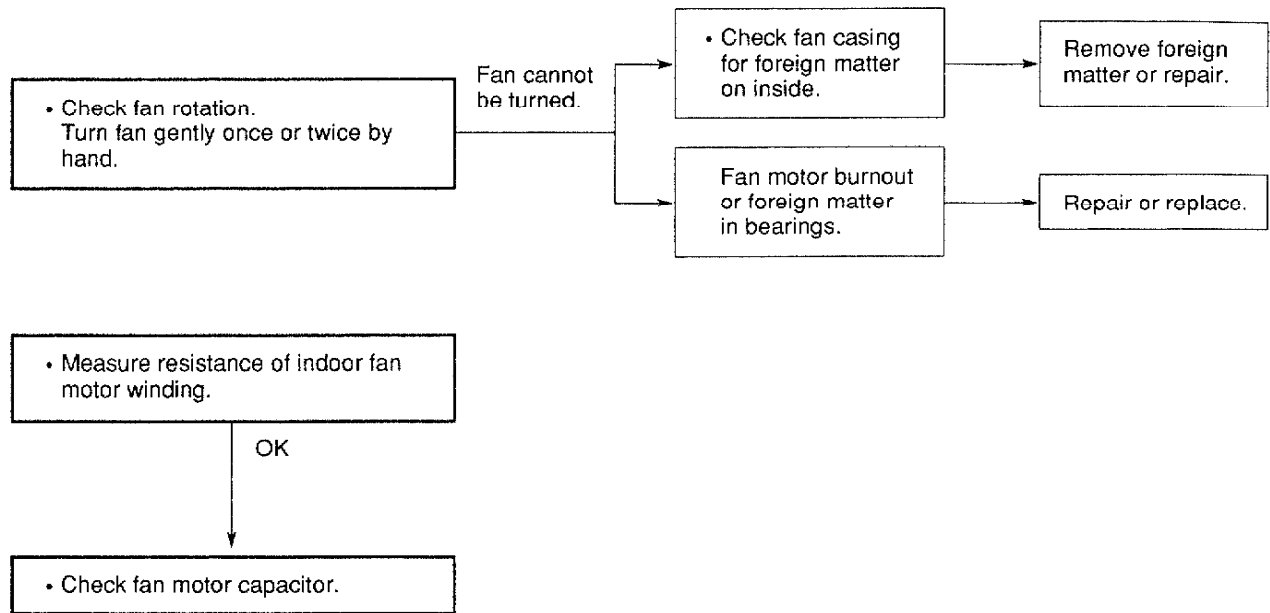 • Check fan rotation.
Turn fan gently once or twice by
hand.
Fan cannot
be turned.
• Check fan casing
for foreign matter
on inside.
Remove foreign
matter or repair.
Fan motor burnout
or foreign matter
in bearings.
Repair or replace.
• Measure resistance of indoor fan
motor winding.
OK
• Check fan motor capacitor.